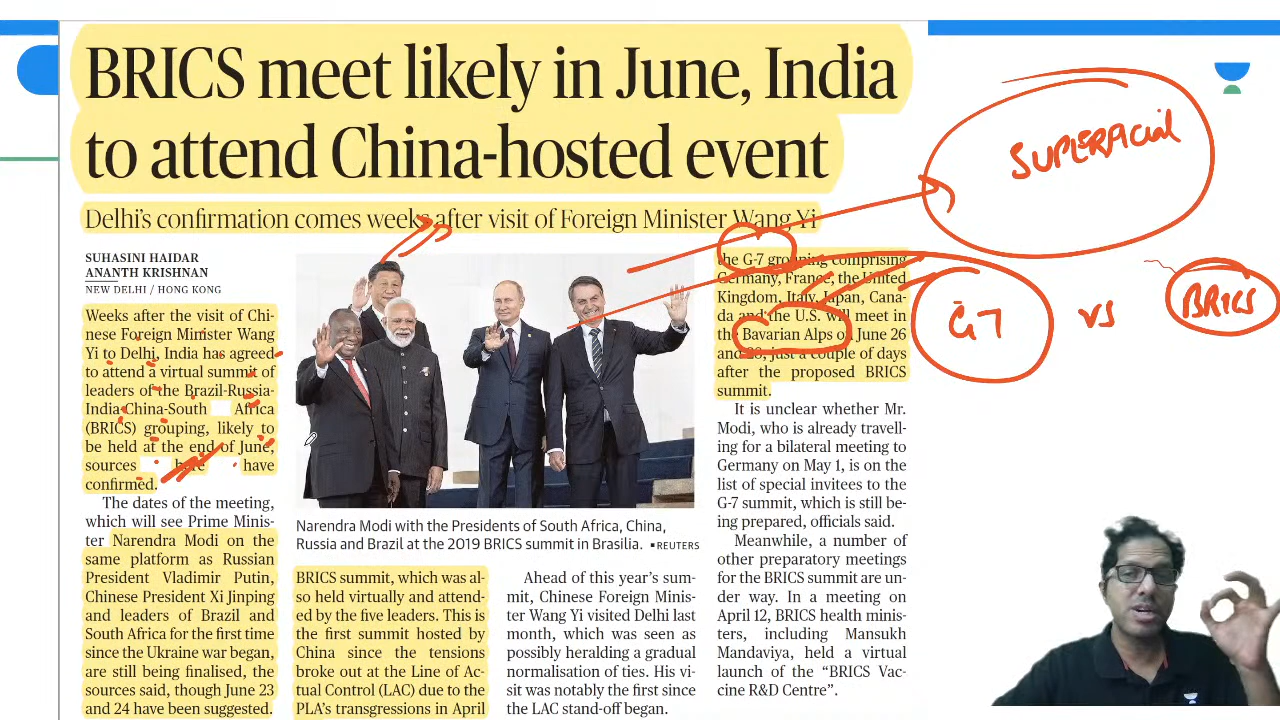 BRICS meet likely in June, India
to attend China-hosted event
Delhi's confirmation comes weeks after visit of Foreign Minister Wang Yi
SUHASINI HAIDAR
ANANTH KRISHNAN
NEW DELHI / HONG KONG
Weeks after the visit of Chi-
nese Foreign Minister Wang
Yi to Delhi, India has agreed
to attend a virtual summit of
leaders of the Brazil-Russia-
India-China-South Africa
(BRICS) grouping, likely to
be held at the end of June,
sources here have
confirmed.
The dates of the meeting,
which will see Prime Minis-
ter Narendra Modi on the
same platform as Russian
President Vladimir Putin,
Chinese President Xi Jinping
and leaders of Brazil and
South Africa for the first time
since the Ukraine war began,
are still being finalised, the
sources said, though June 23
and 24 have been suggested.
Narendra Modi with the Presidents of South Africa, China,
Russia and Brazil at the 2019 BRICS summit in Brasilia. ▪REUTERS
BRICS summit, which was al-
so held virtually and attend-
ed by the five leaders. This is
the first summit hosted by
China since the tensions
broke out at the Line of Ac-
tual Control (LAC) due to the
PLA's transgressions in April
Ahead of this year's sum-
mit, Chinese Foreign Minis-
ter Wang Yi visited Delhi last
month, which was seen as
possibly heralding a gradual
normalisation of ties. His vi-
sit was notably the first since
the LAC stand-off began.
the G-7 grouping comprising
Germany, France, the United
Kingdom, Italy, Japan, Cana-
da and the U.S. will meet in
the Bavarian Alps on June 26
and 28, just a couple of days
after the proposed BRICS
summit.
It is unclear whether Mr.
Modi, who is already travell-
ing for a bilateral meeting to
Germany on May 1, is on the
list of special invitees to the
G-7 summit, which is still be-
ing prepared, officials said.
Meanwhile, a number of
other preparatory meetings
for the BRICS summit are un-
der way. In a meeting on
April 12, BRICS health minis-
ters, including Mansukh
Mandaviya, held a virtual
launch of the “BRICS Vac-
cine R&D Centre”.
SUPERFICIAL
G7 VS BRICS